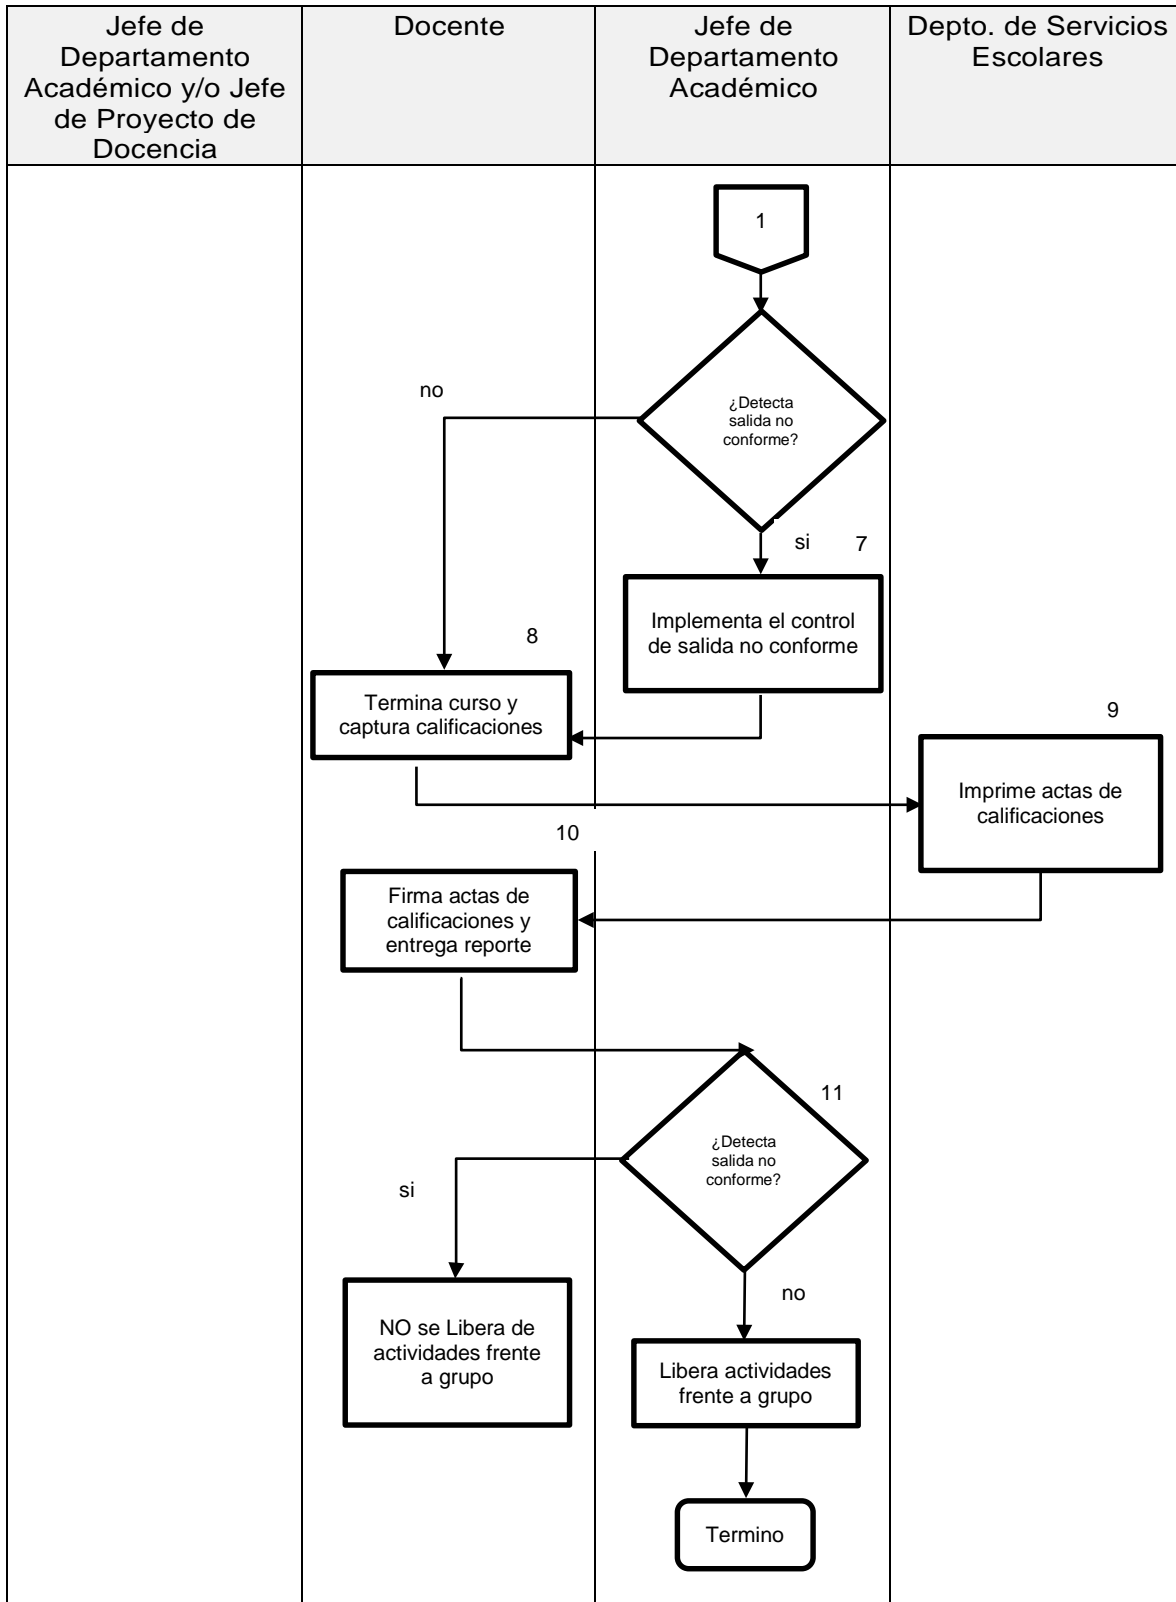 Jefe de
Departamento
Académico y/o Jefe
de Proyecto de
Docencia
Docente
Jefe de
Departamento
Académico
Depto. de Servicios
Escolares
1
¿Detecta
salida no
conforme?
no
si
7
Implementa el control
de salida no conforme
8
Termina curso y
captura calificaciones
9
Imprime actas de
calificaciones
10
Firma actas de
calificaciones y
entrega reporte
11
¿Detecta
salida no
conforme?
si
no
NO se Libera de
actividades frente
a grupo
Libera actividades
frente a grupo
Termino